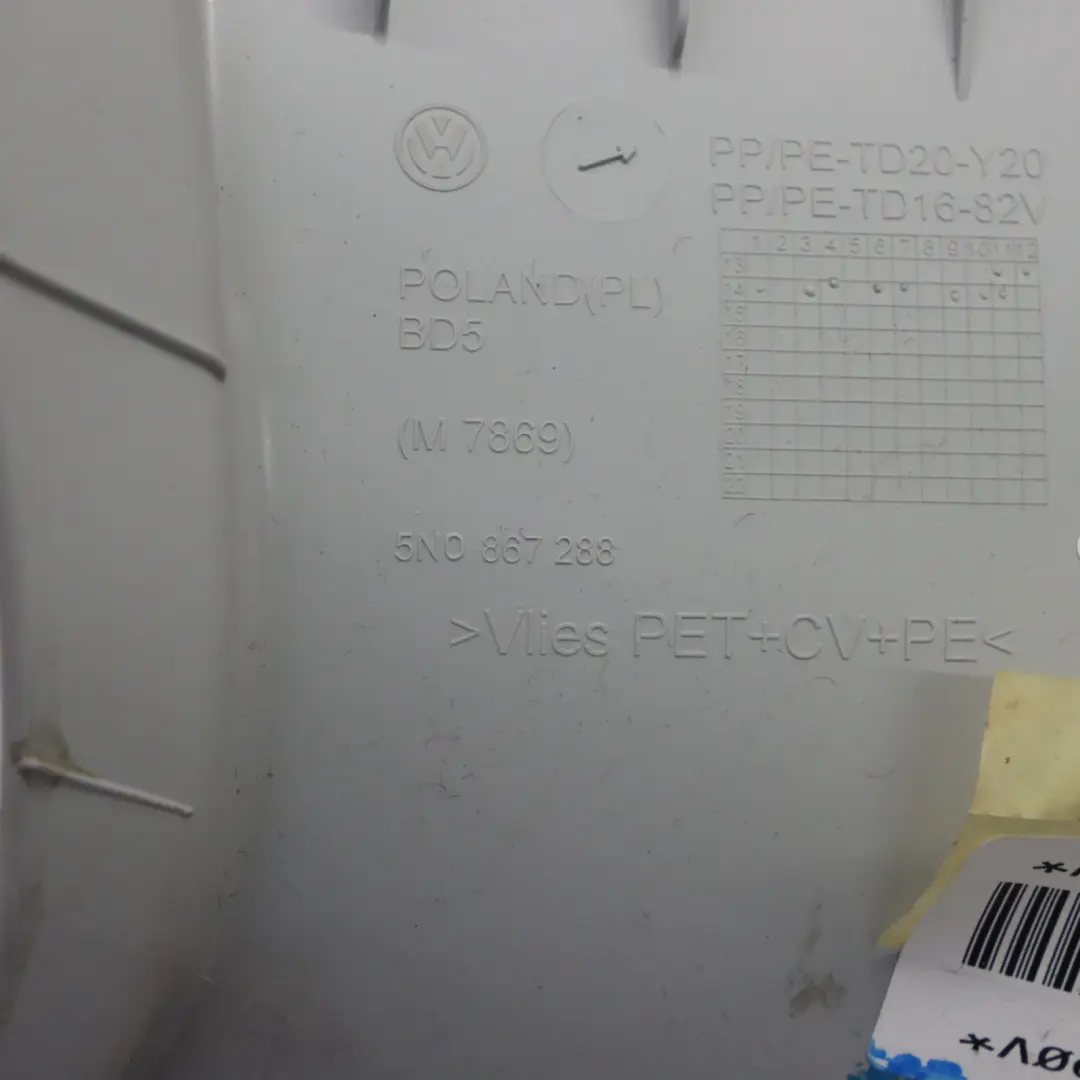 PP/PE-TD20-Y20
PP/PE-TD16-82V
1 2 3 4 5 6 7 8 9 10 11 12
13
14
15
16
17
18
19
20
21
POLAND(PL)
BD5
(M 7869)
5N0 867 288
>Vlies PET+CV+PE<